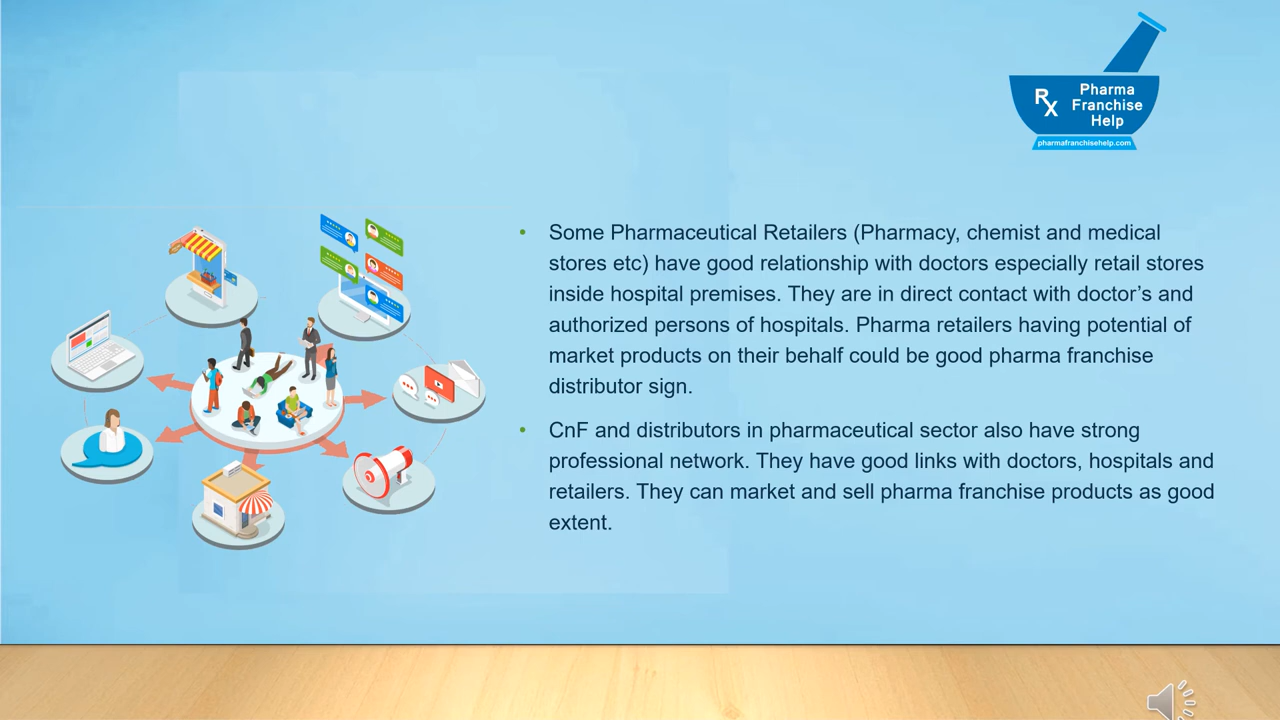 Rx
Pharma
Franchise
Help
pharmafranchisehelp.com
• Some Pharmaceutical Retailers (Pharmacy, chemist and medical
stores etc) have good relationship with doctors especially retail stores
inside hospital premises. They are in direct contact with doctor’s and
authorized persons of hospitals. Pharma retailers having potential of
market products on their behalf could be good pharma franchise
distributor sign.
• CnF and distributors in pharmaceutical sector also have strong
professional network. They have good links with doctors, hospitals and
retailers. They can market and sell pharma franchise products as good
extent.